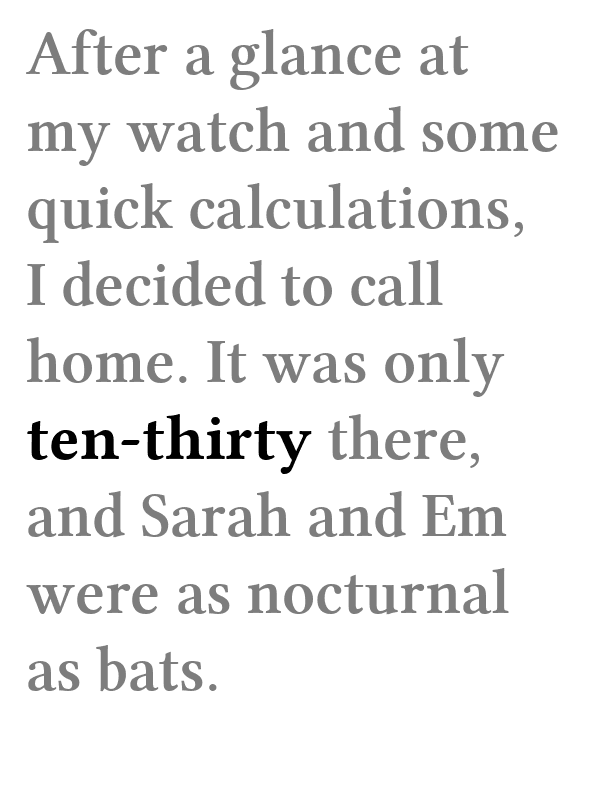 After a glance at
my watch and some
quick calculations,
I decided to call
home. It was only
ten-thirty there,
and Sarah and Em
were as nocturnal
as bats.